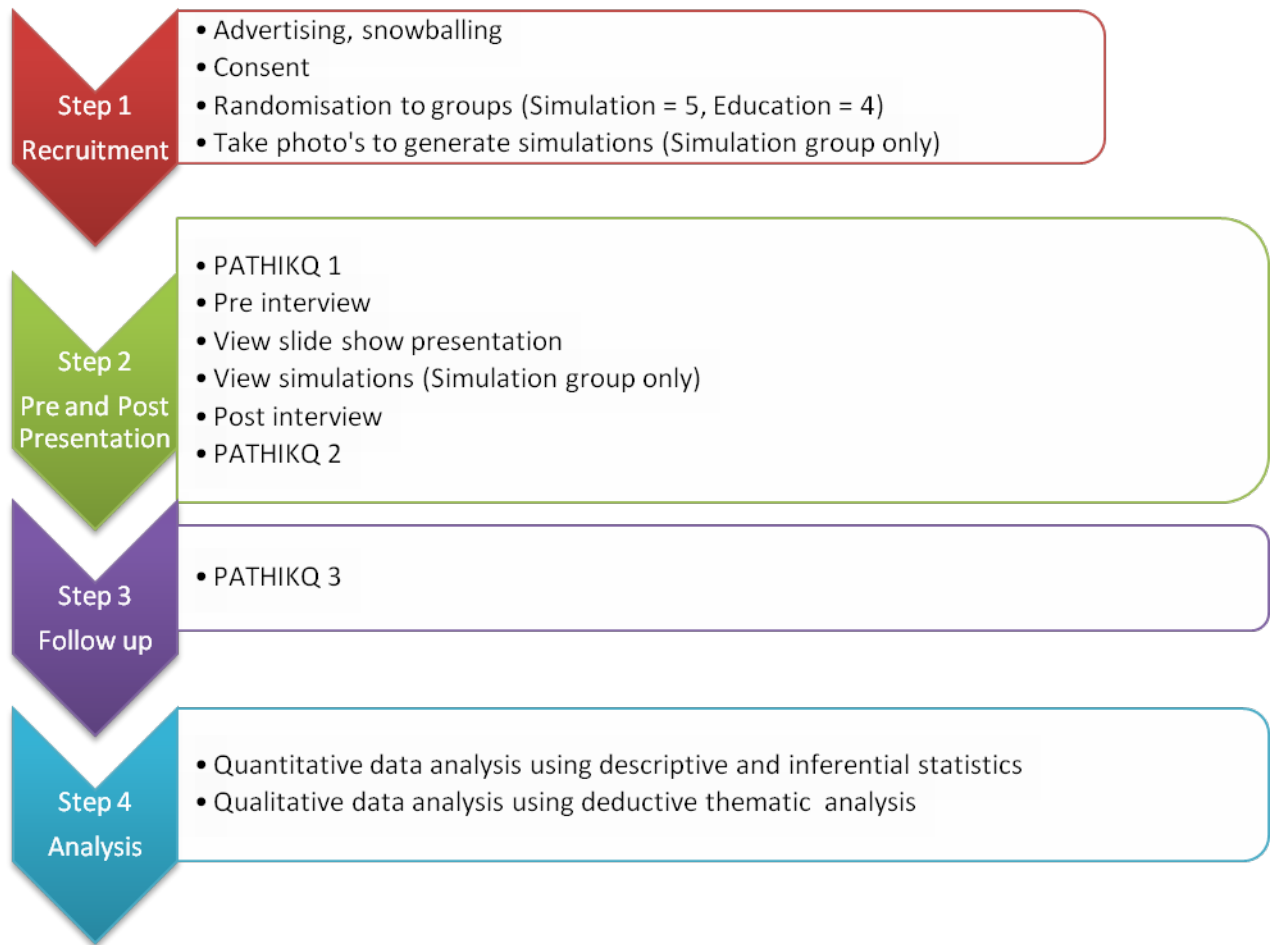 Step 1
Recruitment
• Advertising, snowballing
• Consent
• Randomisation to groups (Simulation = 5, Education = 4)
• Take photo's to generate simulations (Simulation group only)
Step 2
Pre and Post
Presentation
• PATHIKQ 1
• Pre interview
• View slide show presentation
• View simulations (Simulation group only)
• Post interview
• PATHIKQ 2
Step 3
Follow up
• PATHIKQ 3
Step 4
Analysis
• Quantitative data analysis using descriptive and inferential statistics
• Qualitative data analysis using deductive thematic analysis